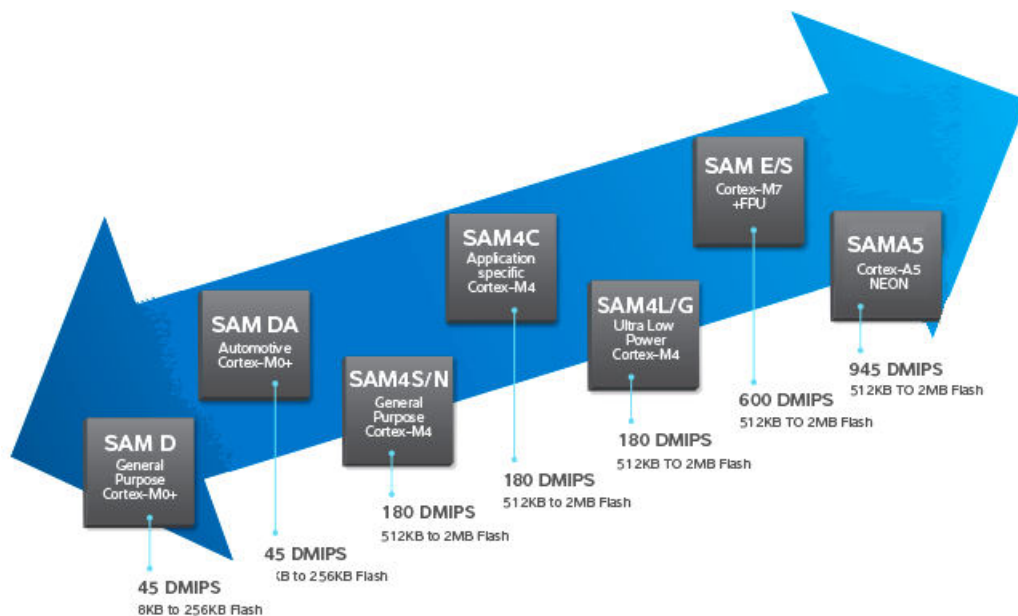 SAM D
General
Purpose
Cortex-M0+
45 DMIPS
8KB to 256KB Flash
SAM DA
Automotive
Cortex-M0+
45 DMIPS
KB to 256KB Flash
SAM4S/N
General
Purpose
Cortex-M4
180 DMIPS
512KB to 2MB Flash
SAM4C
Application
specific
Cortex-M4
180 DMIPS
512KB to 2MB Flash
SAM4L/G
Ultra Low
Power
Cortex-M4
180 DMIPS
512KB TO 2MB Flash
SAM E/S
Cortex-M7
+FPU
600 DMIPS
512KB TO 2MB Flash
SAMA5
Cortex-A5
NEON
945 DMIPS
512KB TO 2MB Flash